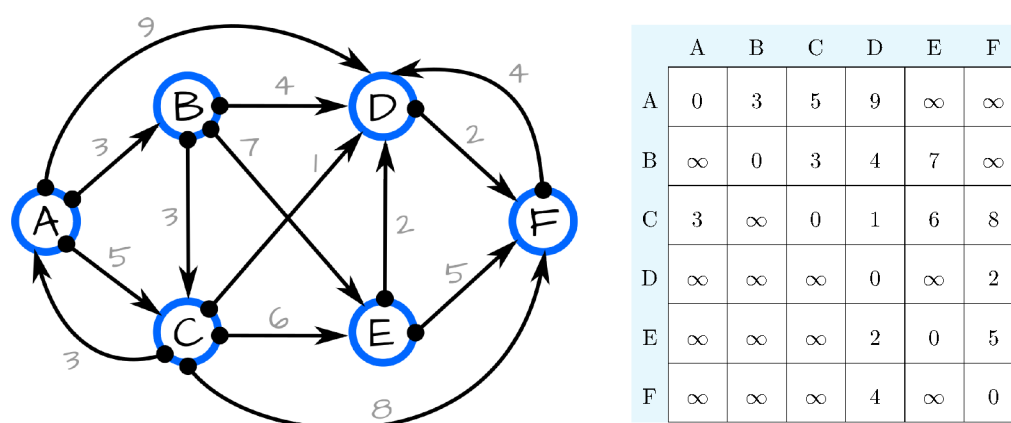 9
4
B
4
D
3
7
1
2
A
3
2
F
5
5
C
6
E
3
8
A B C D E F
A 0 3 5 9 ∞ ∞
B ∞ 0 3 4 7 ∞
C 3 ∞ 0 1 6 8
D ∞ ∞ ∞ 0 ∞ 2
E ∞ ∞ ∞ 2 0 5
F ∞ ∞ ∞ 4 ∞ 0